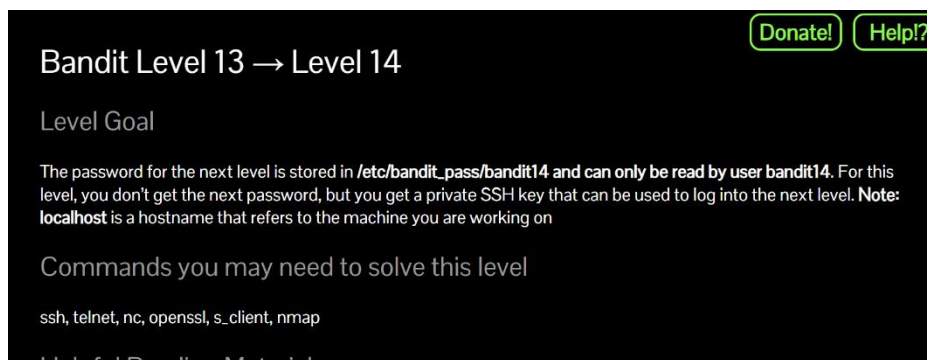 Donate!
Help!?
Bandit Level 13 → Level 14
Level Goal
The password for the next level is stored in /etc/bandit_pass/bandit14 and can only be read by user bandit14. For this
level, you don't get the next password, but you get a private SSH key that can be used to log into the next level. Note:
localhost is a hostname that refers to the machine you are working on
Commands you may need to solve this level
ssh, telnet, nc, openssl, s_client, nmap